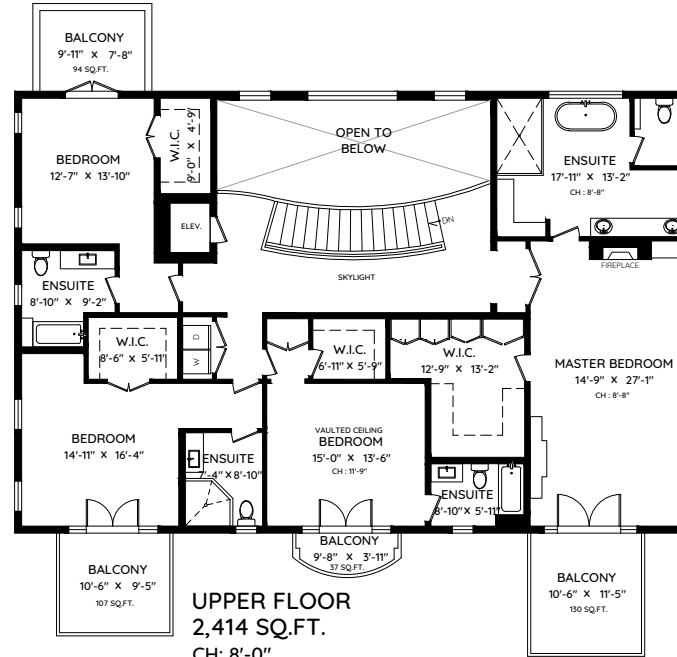 BALCONY
9'-11" X 7'-8"
94 SQ.FT.
BEDROOM
12'-7" X 13'-10"
W.I.C.
9'-0" X 4'-9"
OPEN TO
BELOW
ENSUITE
17'-11" X 13'-2"
CH : 8'-8"
ELEV.
DN
SKYLIGHT
FIREPLACE
ENSUITE
8'-10" X 9'-2"
W.I.C.
8'-6" X 5'-11"
D
W
W.I.C.
6'-11" X 5'-9"
W.I.C.
12'-9" X 13'-2"
MASTER BEDROOM
14'-9" X 27'-1"
CH : 8'-8"
BEDROOM
14'-11" X 16'-4"
VAULTED CEILING
BEDROOM
15'-0" X 13'-6"
CH : 11'-9"
ENSUITE
7'-4" X 8'-10"
ENSUITE
8'-10" X 5'-11"
BALCONY
9'-8" X 3'-11"
37 SQ.FT.
BALCONY
10'-6" X 9'-5"
107 SQ.FT.
BALCONY
10'-6" X 11'-5"
130 SQ.FT.
UPPER FLOOR
2,414 SQ.FT.
CH: 8'-0"